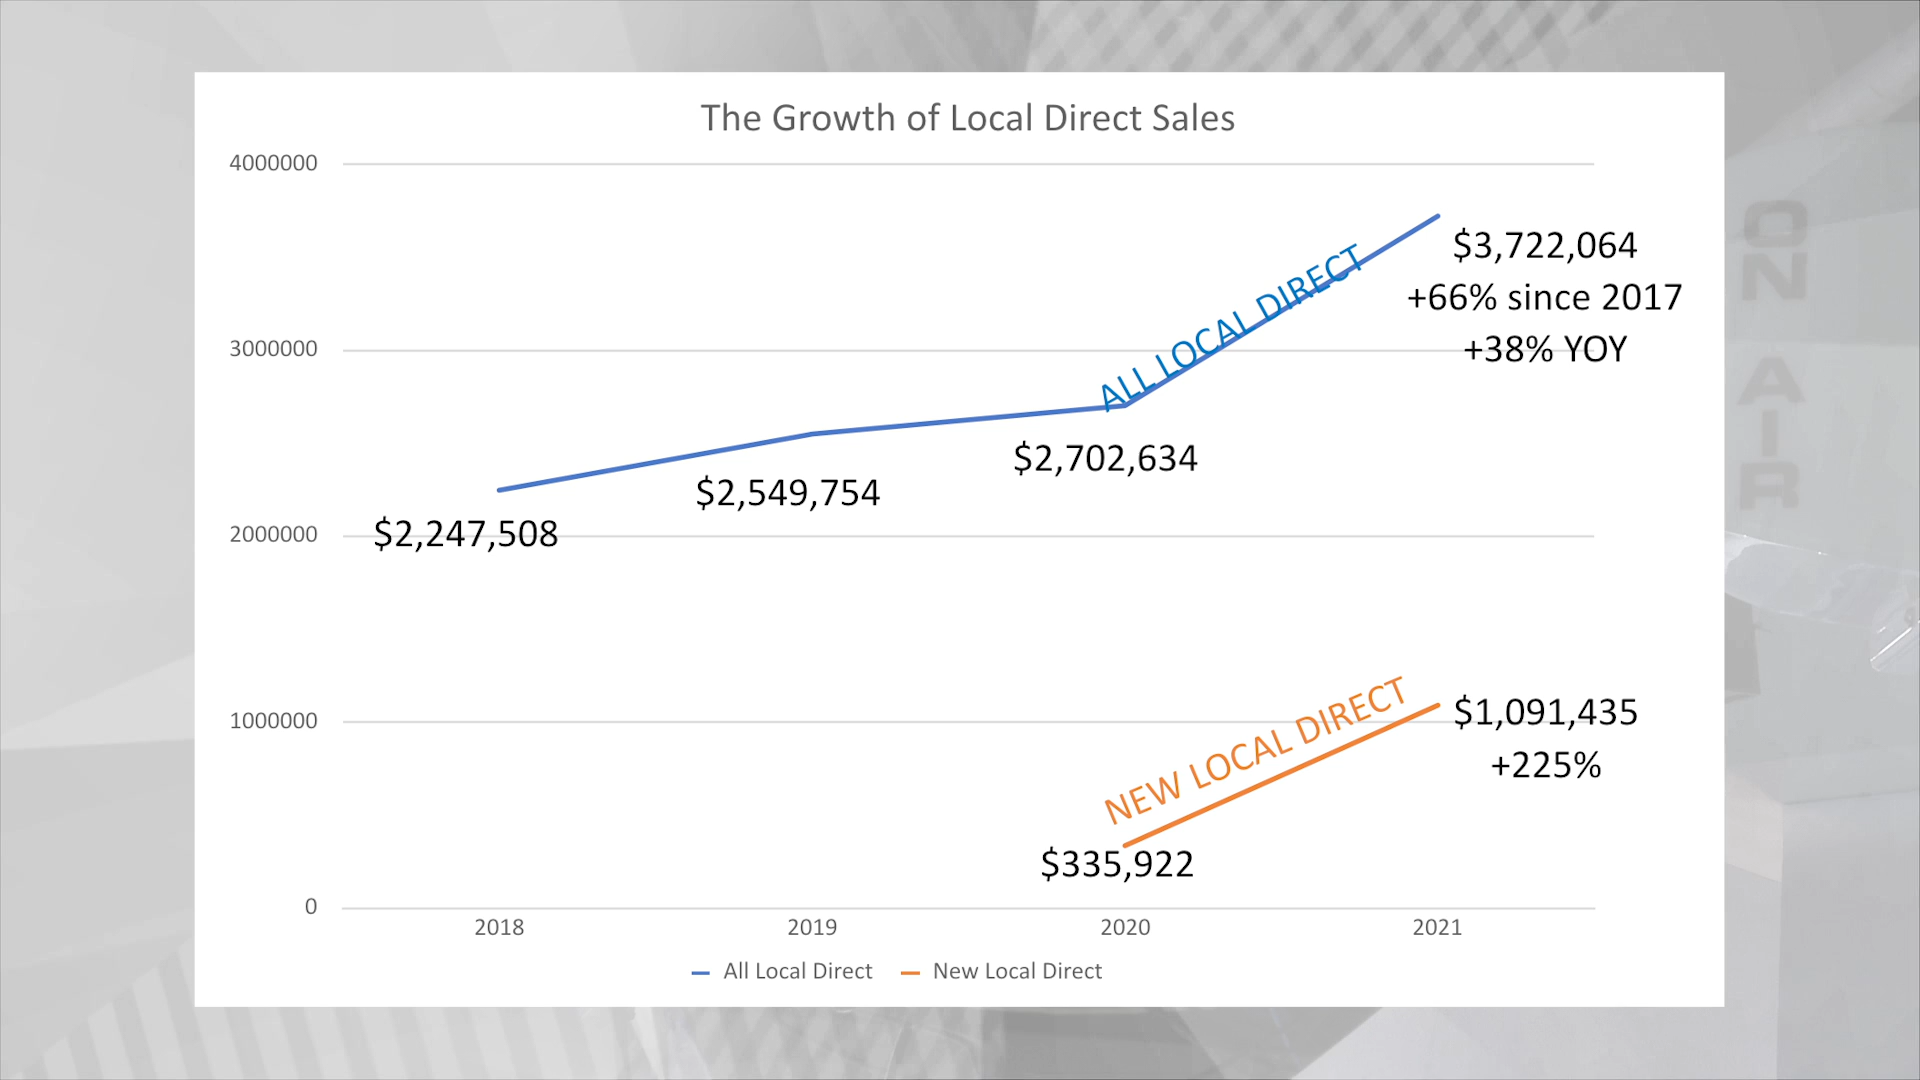 The Growth of Local Direct Sales
4000000
3000000
2000000
1000000
0
ALL LOCAL DIRECT
$3,722,064
+66% since 2017
+38% YOY
$2,702,634
$2,549,754
$2,247,508
NEW LOCAL DIRECT
$1,091,435
+225%
$335,922
2018
2019
2020
2021
All Local Direct
New Local Direct
ON
AIR